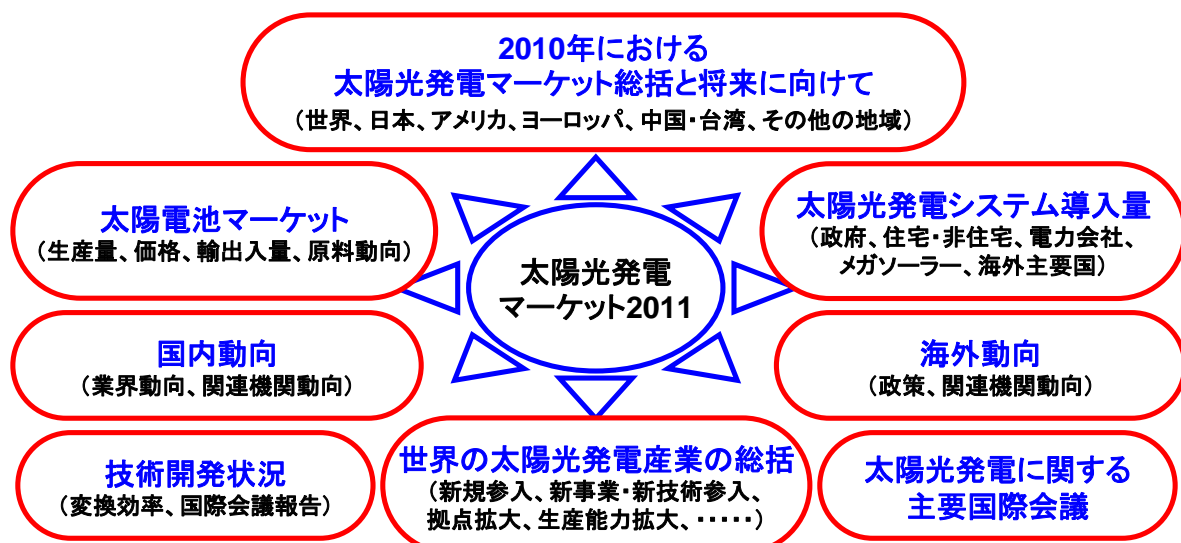 2010年における
太陽光発電マーケット総括と将来に向けて
（世界、日本、アメリカ、ヨーロッパ、中国・台湾、その他の地域）
太陽電池マーケット
（生産量、価格、輸出入量、原料動向）
太陽光発電システム導入量
（政府、住宅・非住宅、電力会社、
メガソーラー、海外主要国）
太陽光発電
マーケット2011
国内動向
（業界動向、関連機関動向）
海外動向
（政策、関連機関動向）
技術開発状況
（変換効率、国際会議報告）
世界の太陽光発電産業の総括
（新規参入、新事業・新技術参入、
拠点拡大、生産能力拡大、・・・・・）
太陽光発電に関する
主要国際会議